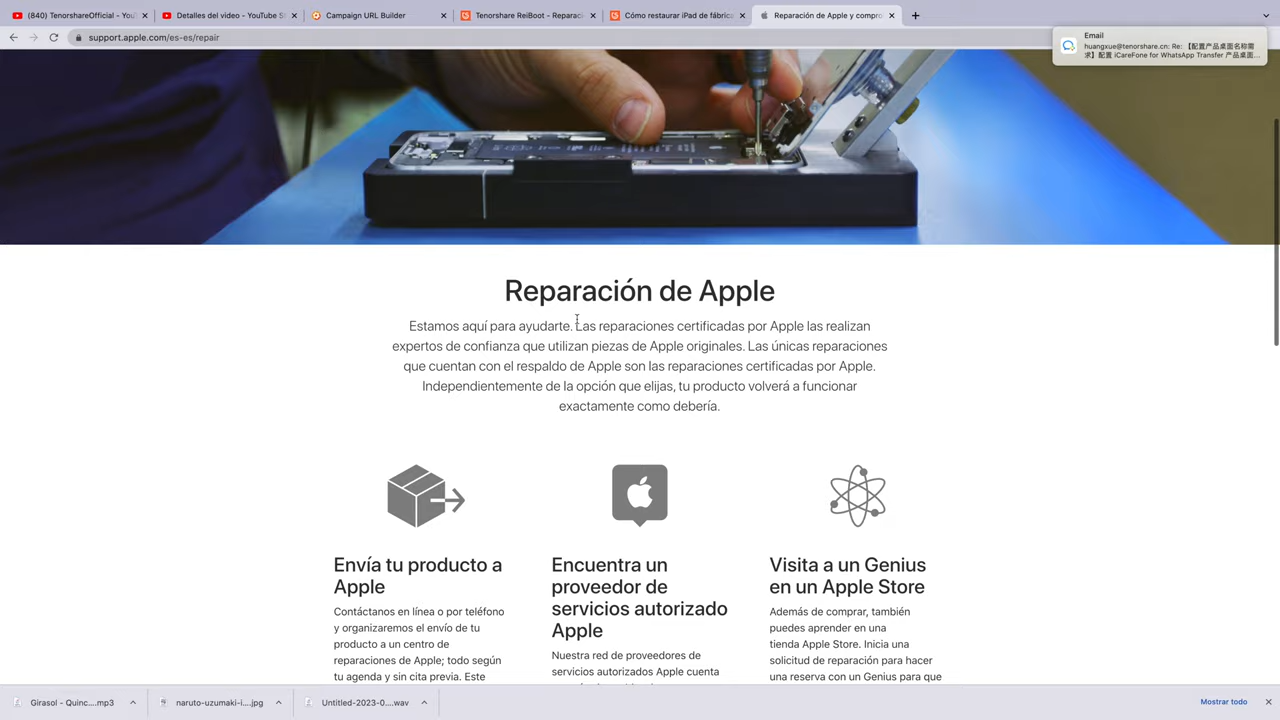 (840) TenorshareOfficial - YouT
Detalles del video - YouTube St
Campaign URL Builder
Tenorshare ReiBoot - Reparaci
Cómo restaurar iPad de fábrica
Reparación de Apple y compro
support.apple.com/es-es/repair
Email
huangxue@tenorshare.cn: Re: 【配置产品桌面名称需
求】配置 iCareFone for WhatsApp Transfer 产品桌面...
Reparación de Apple
Estamos aquí para ayudarte. Las reparaciones certificadas por Apple las realizan
expertos de confianza que utilizan piezas de Apple originales. Las únicas reparaciones
que cuentan con el respaldo de Apple son las reparaciones certificadas por Apple.
Independientemente de la opción que elijas, tu producto volverá a funcionar
exactamente como debería.
Envía tu producto a
Apple
Contáctanos en línea o por teléfono
y organizaremos el envío de tu
producto a un centro de
reparaciones de Apple; todo según
tu agenda y sin cita previa. Este
Encuentra un
proveedor de
servicios autorizado
Apple
Nuestra red de proveedores de
servicios autorizados Apple cuenta
Visita a un Genius
en un Apple Store
Además de comprar, también
puedes aprender en una
tienda Apple Store. Inicia una
solicitud de reparación para hacer
una reserva con un Genius para que
Girasol - Quinc....mp3
naruto-uzumaki-i....jpg
Untitled-2023-0....wav
Mostrar todo